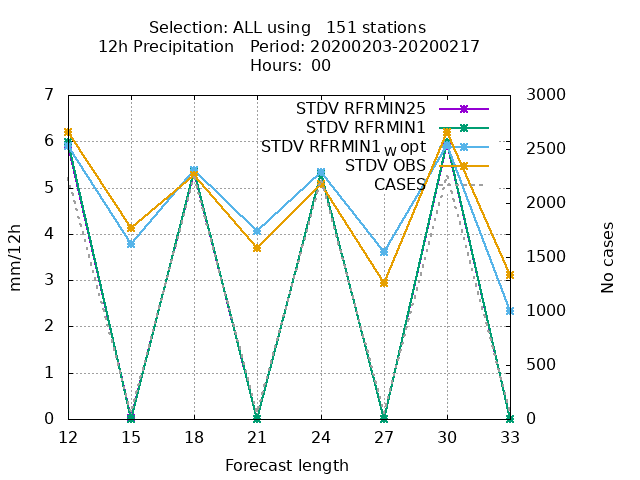 Selection: ALL using 151 stations
12h Precipitation Period: 20200203-20200217
Hours: 00
STDV RFRMIN25
STDV RFRMIN1
STDV RFRMIN1_w opt
STDV OBS
CASES
7
6
5
4
3
2
1
0
mm/12h
3000
2500
2000
1500
1000
500
0
No cases
12 15 18 21 24 27 30 33
Forecast length